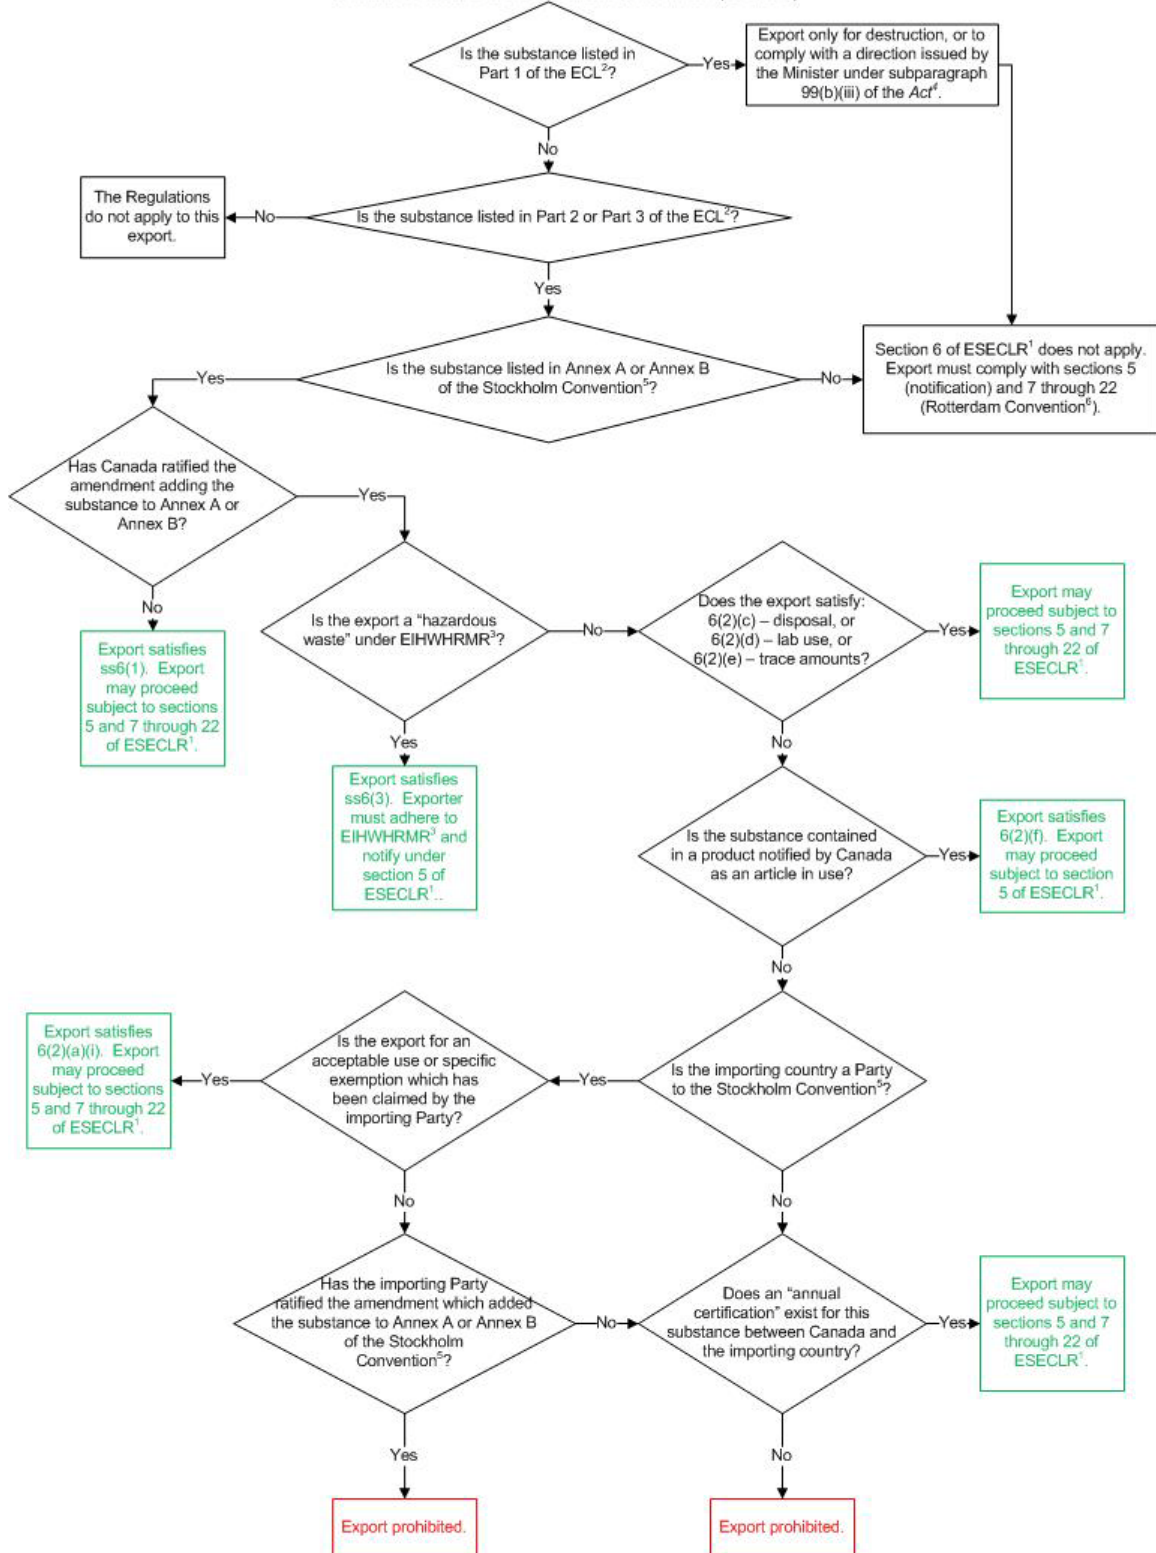 Is the substance listed in
Part 1 of the ECL²?
Yes
Export only for destruction, or to
comply with a direction issued by
the Minister under subparagraph
99(b)(iii) of the Act⁴.
No
The Regulations
do not apply to this
export.
No
Is the substance listed in Part 2 or Part 3 of the ECL²?
Yes
Is the substance listed in Annex A or Annex B
of the Stockholm Convention⁵?
Yes
No
Section 6 of ESECLR¹ does not apply.
Export must comply with sections 5
(notification) and 7 through 22
(Rotterdam Convention⁶).
Has Canada ratified the
amendment adding the
substance to Annex A or
Annex B?
Yes
No
Export satisfies
ss6(1). Export
may proceed
subject to sections
5 and 7 through 22
of ESECLR¹.
Is the export a “hazardous
waste” under EIHWHRMR³?
No
Does the export satisfy:
6(2)(c) – disposal, or
6(2)(d) – lab use, or
6(2)(e) – trace amounts?
Yes
Export may
proceed subject to
sections 5 and 7
through 22 of
ESECLR¹.
Yes
Export satisfies
ss6(3). Exporter
must adhere to
EIHWHRMR³ and
notify under
section 5 of
ESECLR¹..
No
Is the substance contained
in a product notified by Canada
as an article in use?
Yes
Export satisfies
6(2)(f). Export
may proceed
subject to section
5 of ESECLR¹.
No
Is the importing country a Party
to the Stockholm Convention⁵?
Yes
Is the export for an
acceptable use or specific
exemption which has
been claimed by the
importing Party?
Yes
Export satisfies
6(2)(a)(i). Export
may proceed
subject to sections
5 and 7 through 22
of ESECLR¹.
No
No
Has the importing Party
ratified the amendment which added
the substance to Annex A or Annex B
of the Stockholm
Convention⁵?
No
Does an “annual
certification” exist for this
substance between Canada and
the importing country?
Yes
Export may
proceed subject to
sections 5 and 7
through 22 of
ESECLR¹.
Yes
No
Export prohibited.
Export prohibited.